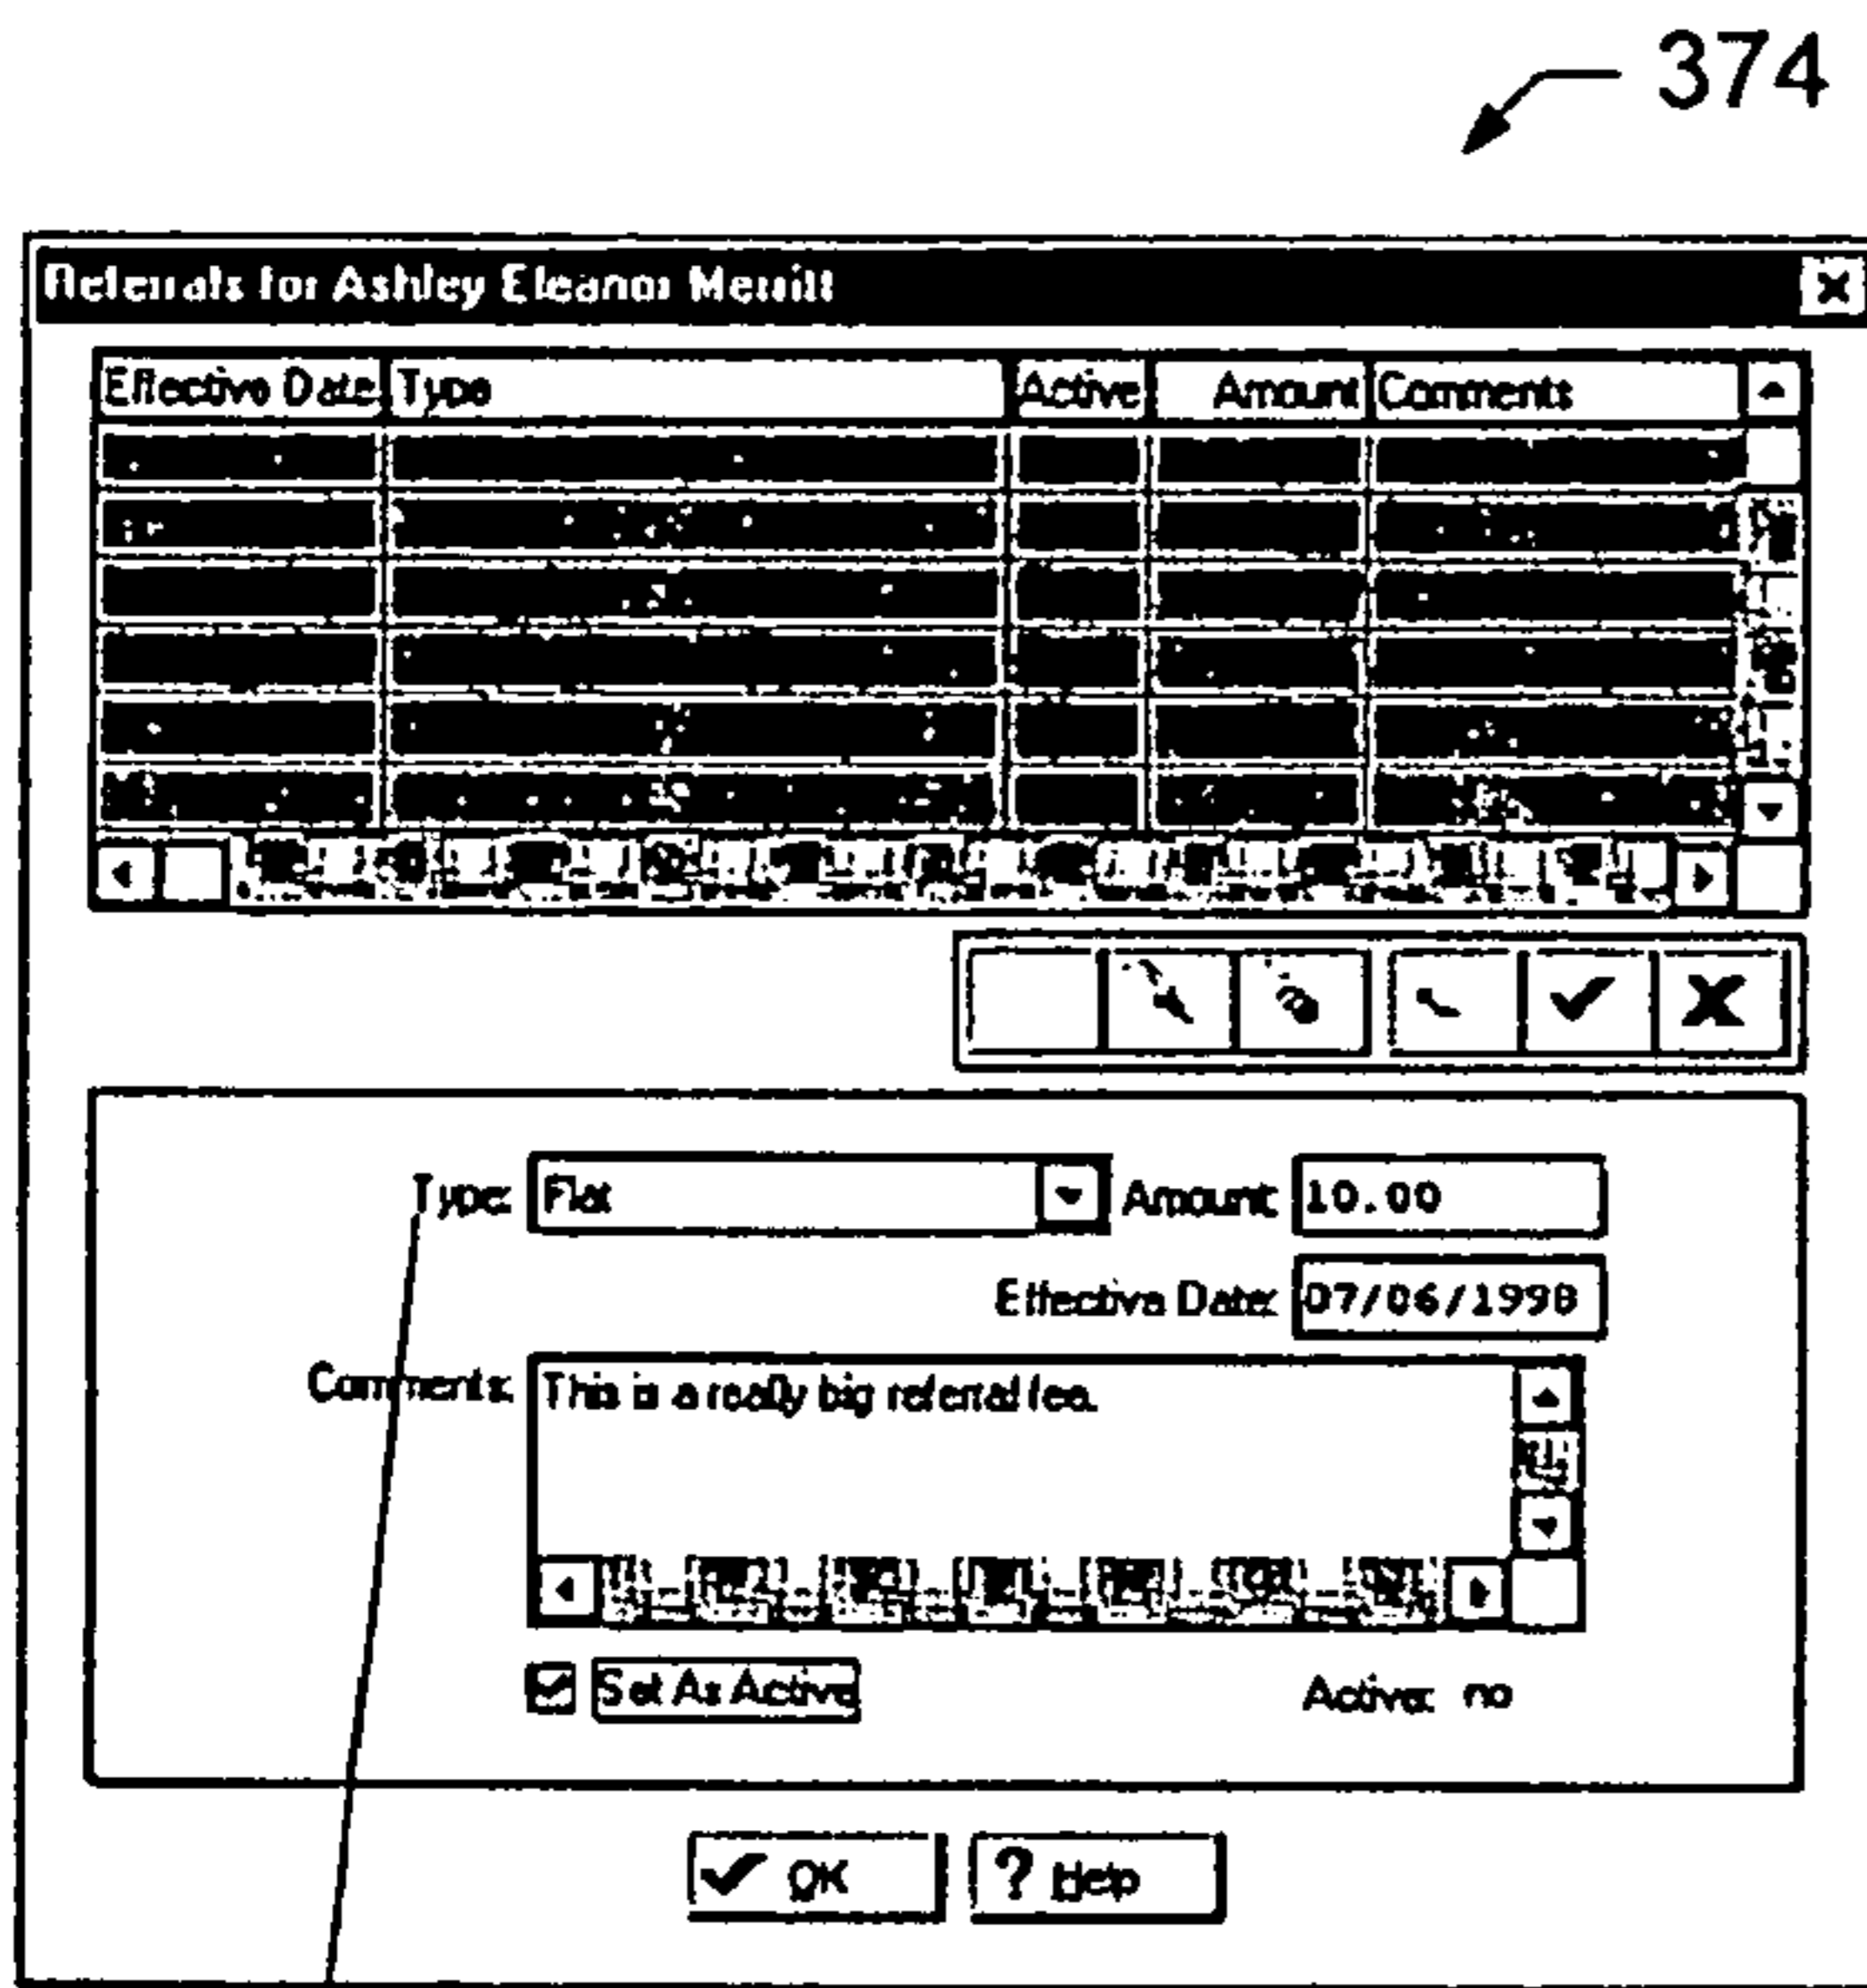 374
Referrals for Ashley Eleanor Merrill
Effective Date Type Active Amount Comments
Type: Flat Amount: 10.00
Effective Date: 07/06/1998
Comments: This is a really big referral fee.
Set As Active Active: no
OK ? Help